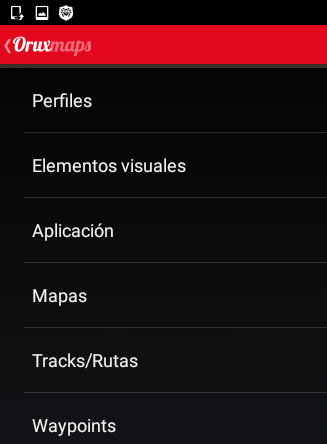 Oruxmaps
Perfiles
Elementos visuales
Aplicación
Mapas
Tracks/Rutas
Waypoints